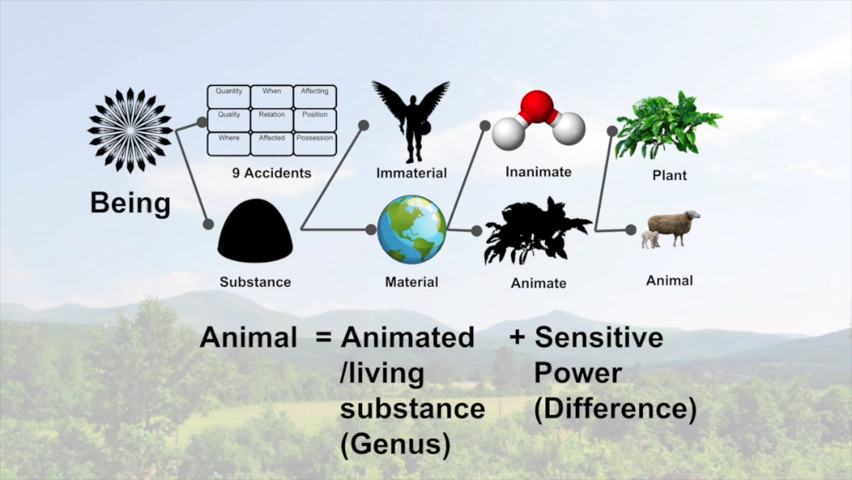 Quantity When Affecting
Quality Relation Position
Where Affected Possession
9 Accidents
Immaterial
Inanimate
Plant
Being
Substance
Material
Animate
Animal
Animal = Animated + Sensitive
/living Power
substance (Difference)
(Genus)